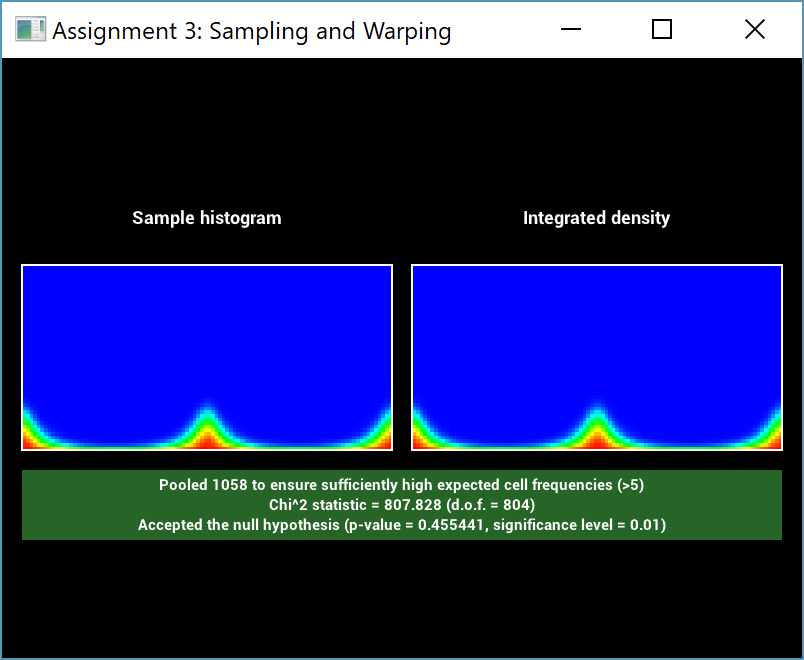 Assignment 3: Sampling and Warping
Sample histogram
Integrated density
Pooled 1058 to ensure sufficiently high expected cell frequencies (>5)
Chi^2 statistic = 807.828 (d.o.f. = 804)
Accepted the null hypothesis (p-value = 0.455441, significance level = 0.01)